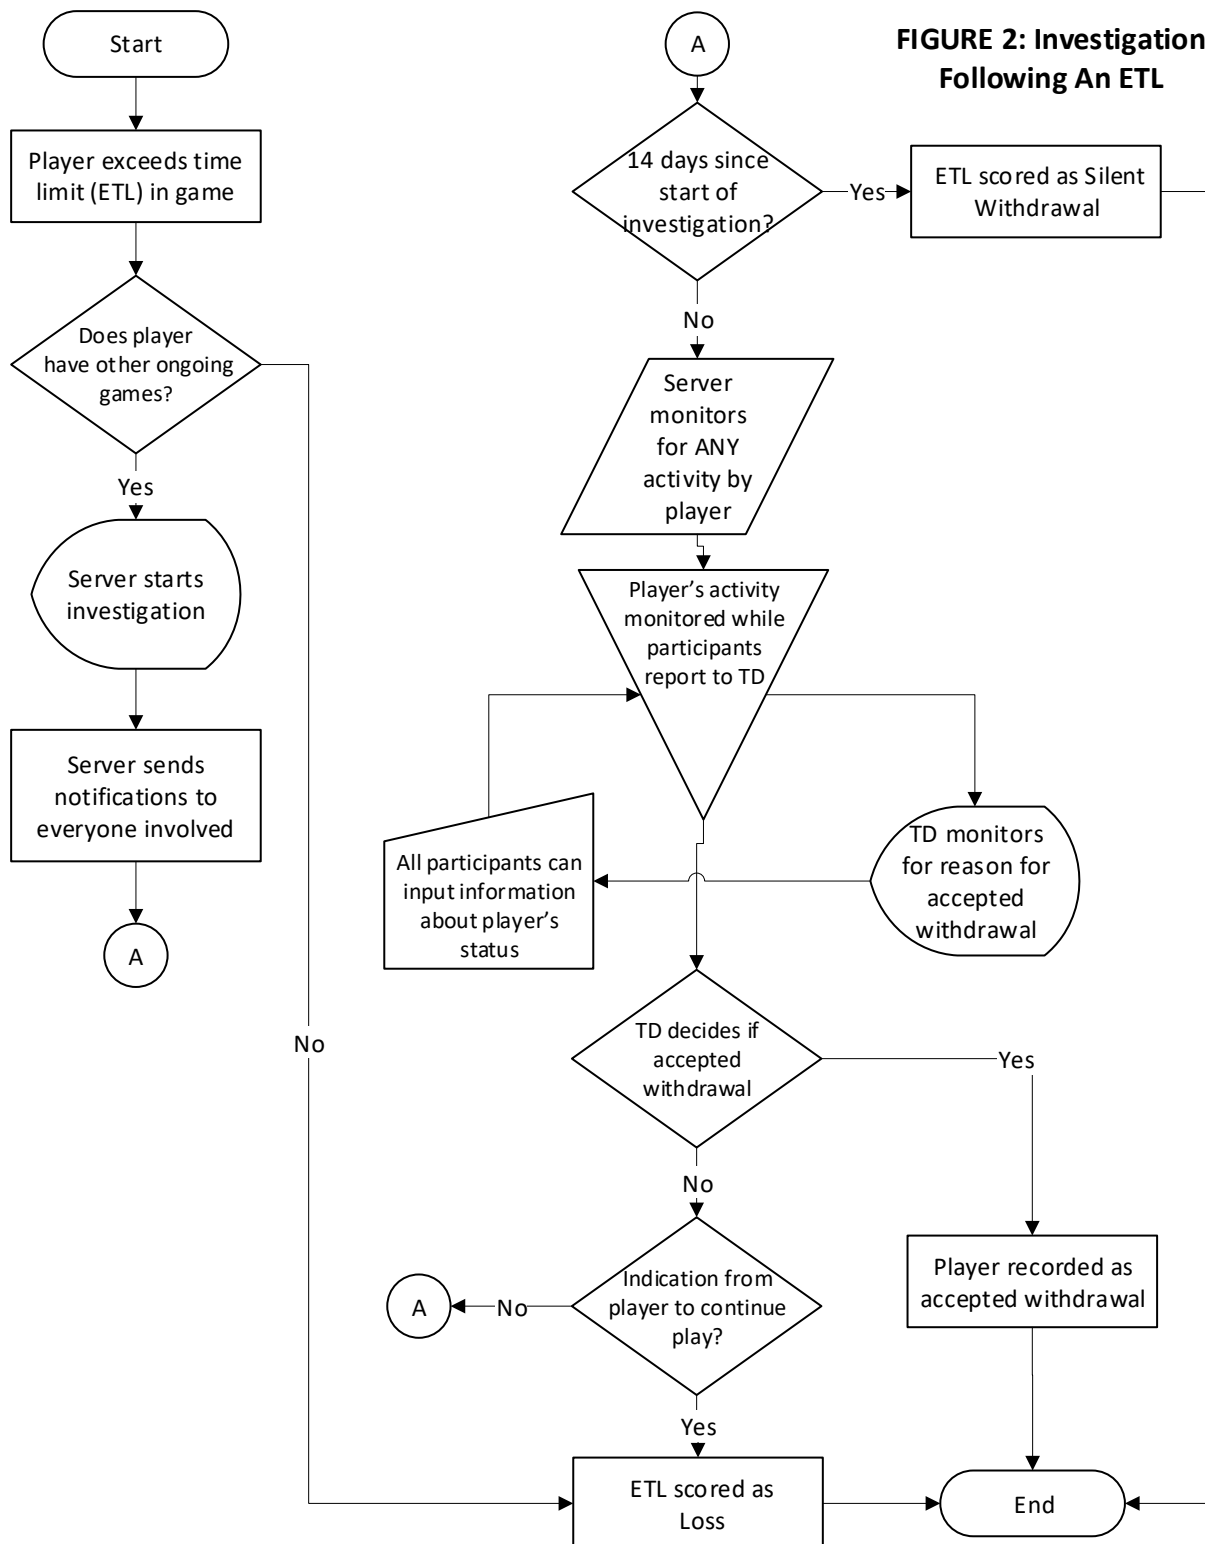 Start
Player exceeds time
limit (ETL) in game
Does player
have other ongoing
games?
Yes
No
Server starts
investigation
Server sends
notifications to
everyone involved
A
FIGURE 2: Investigation
Following An ETL
A
14 days since
start of
investigation?
Yes
ETL scored as Silent
Withdrawal
No
Server
monitors
for ANY
activity by
player
Player’s activity
monitored while
participants
report to TD
TD monitors
for reason for
accepted
withdrawal
All participants can
input information
about player’s
status
TD decides if
accepted
withdrawal
Yes
Player recorded as
accepted withdrawal
No
Indication from
player to continue
play?
No
A
Yes
ETL scored as
Loss
End